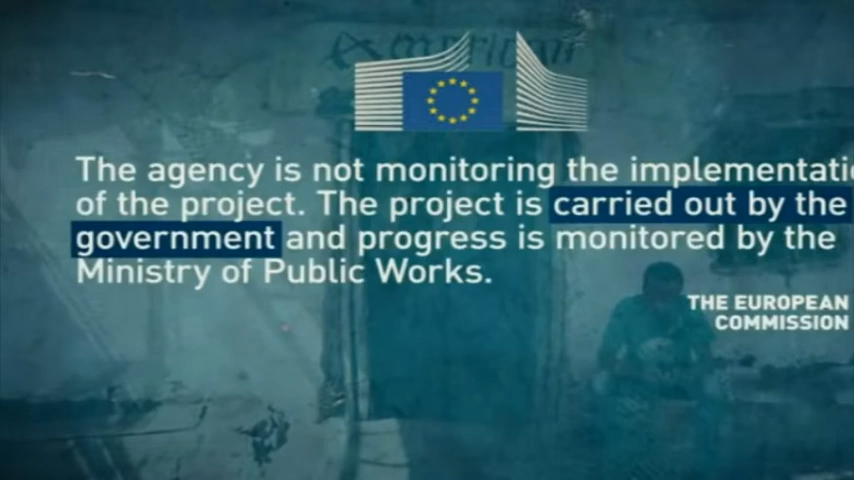 American
The agency is not monitoring the implementati
of the project. The project is carried out by the
government and progress is monitored by the
Ministry of Public Works.
THE EUROPEAN
COMMISSION